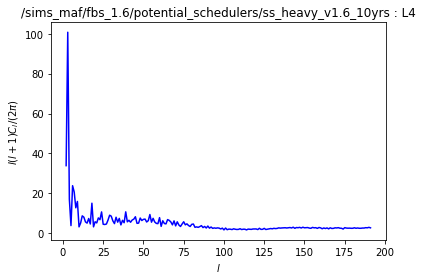 /sims_maf/fbs_1.6/potential_schedulers/ss_heavy_v1.6_10yrs : L4
l(l + 1)C_l/(2π)
100
80
60
40
20
0
0 25 50 75 100 125 150 175 200
l